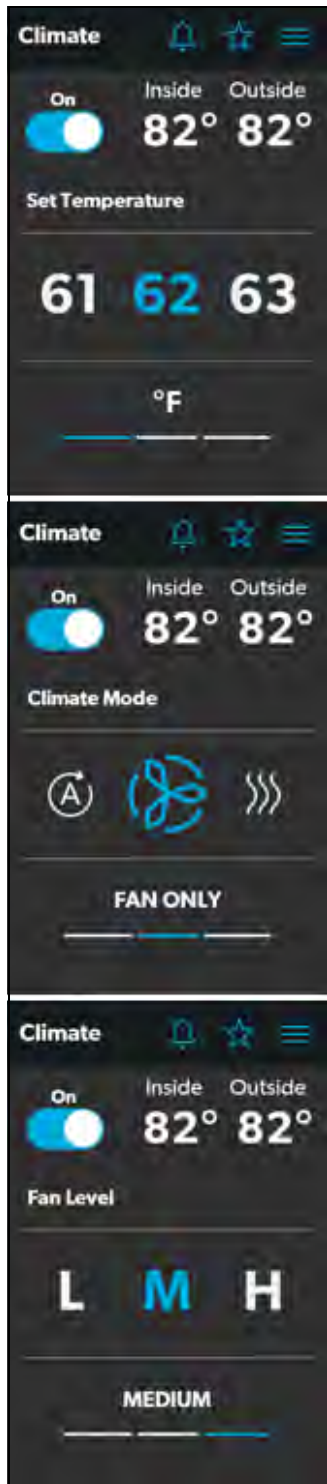 Climate
On Inside Outside
82° 82°
Set Temperature
61 62 63
°F
Climate
On Inside Outside
82° 82°
Climate Mode
A
FAN ONLY
Climate
On Inside Outside
82° 82°
Fan Level
L M H
MEDIUM